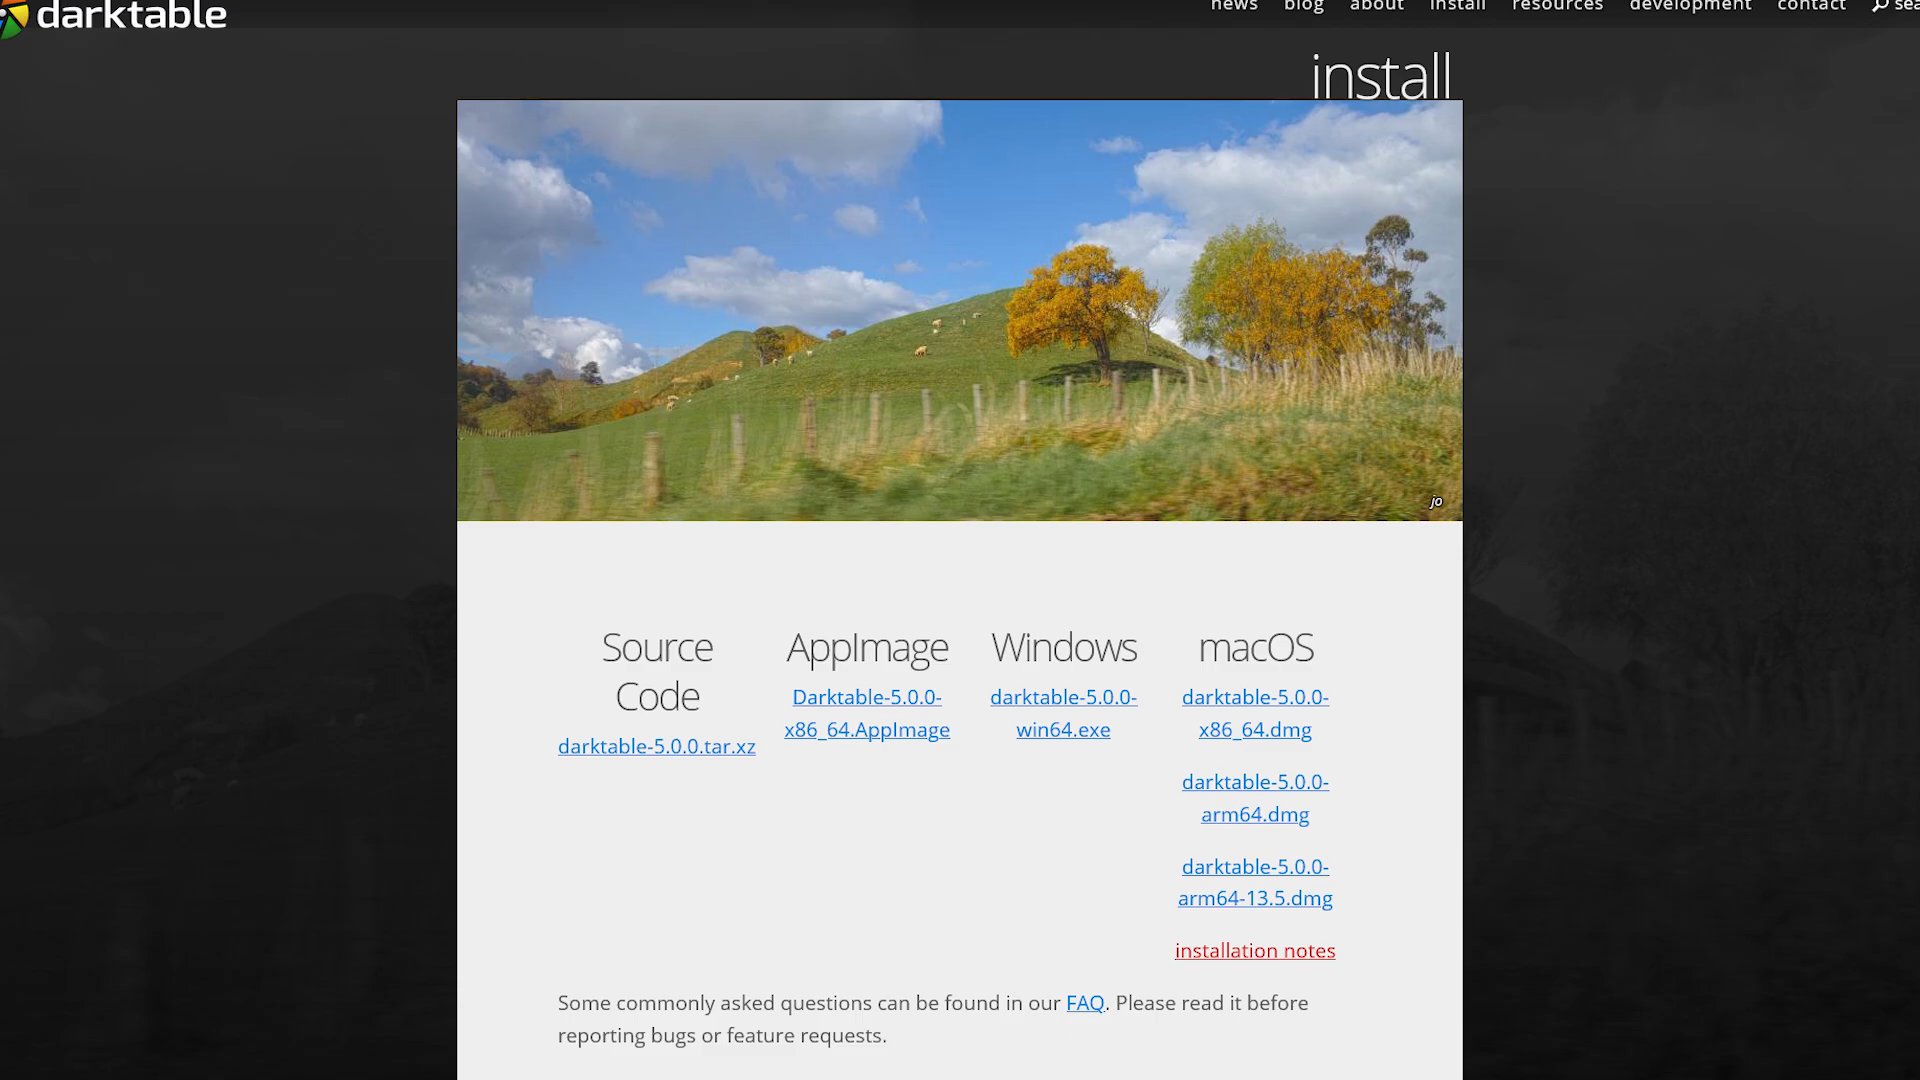 darktable
news blog about install resources development contact sea
install
jo
Source
Code
darktable-5.0.0.tar.xz
AppImage
Darktable-5.0.0-
x86_64.AppImage
Windows
darktable-5.0.0-
win64.exe
macOS
darktable-5.0.0-
x86_64.dmg
darktable-5.0.0-
arm64.dmg
darktable-5.0.0-
arm64-13.5.dmg
installation notes
Some commonly asked questions can be found in our FAQ. Please read it before
reporting bugs or feature requests.